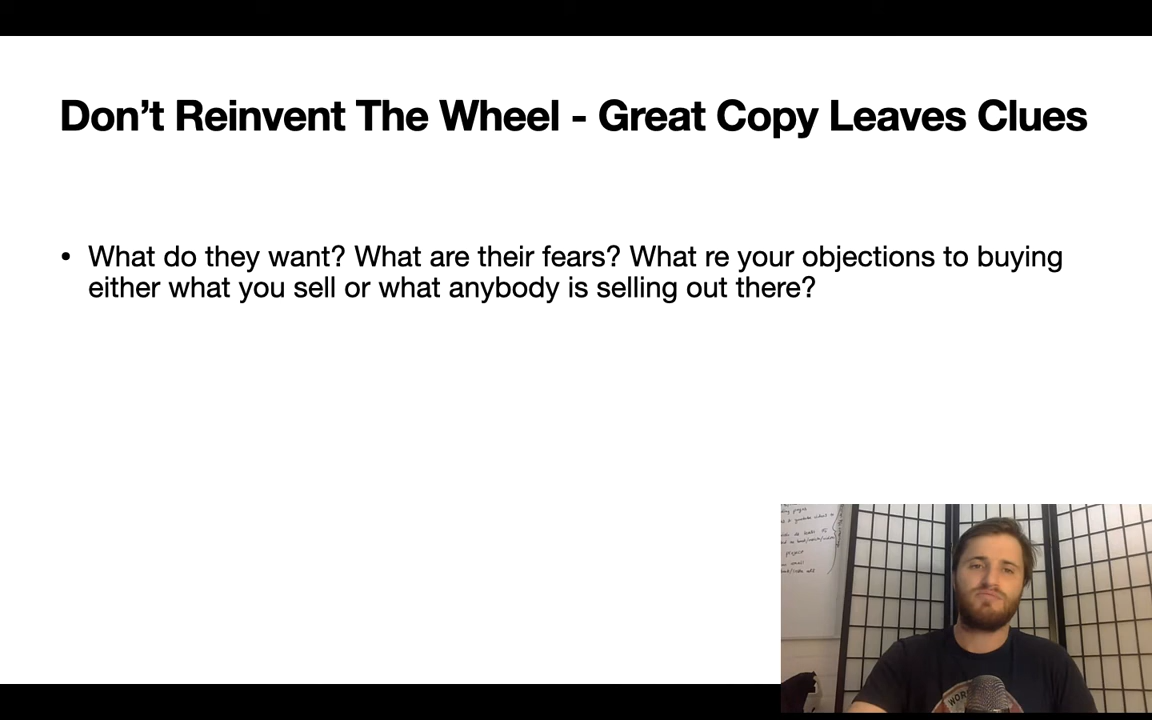 Don't Reinvent The Wheel - Great Copy Leaves Clues
• What do they want? What are their fears? What re your objections to buying
either what you sell or what anybody is selling out there?
project